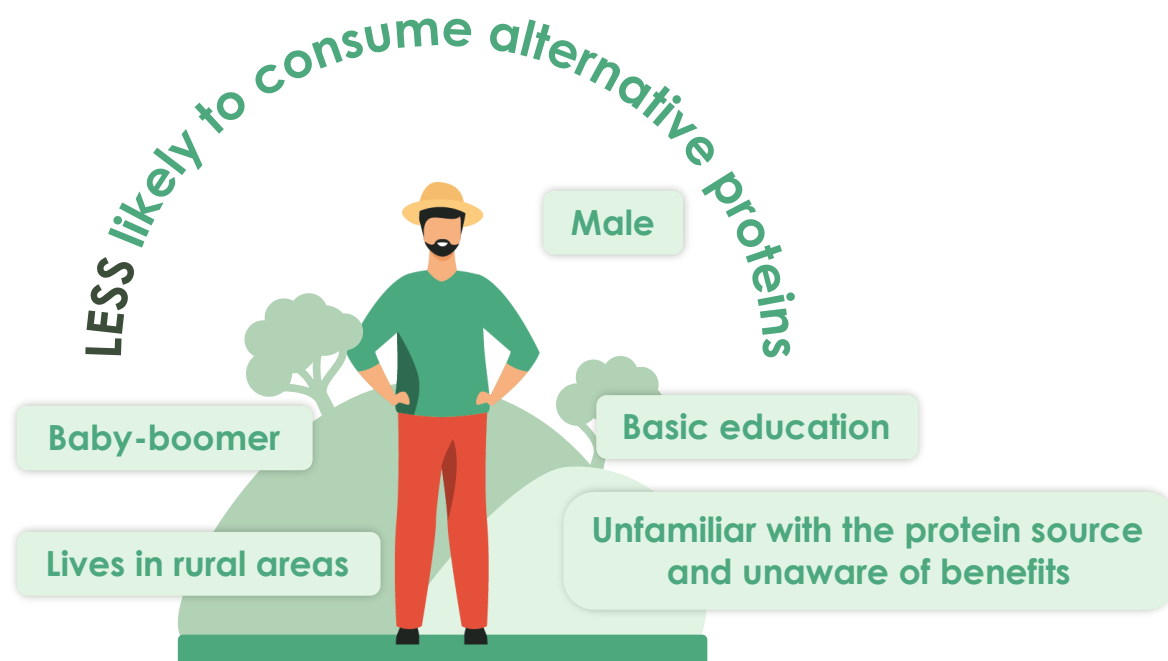 LESS likely to consume alternative proteins
Male
Baby-boomer
Basic education
Lives in rural areas
Unfamiliar with the protein source
and unaware of benefits